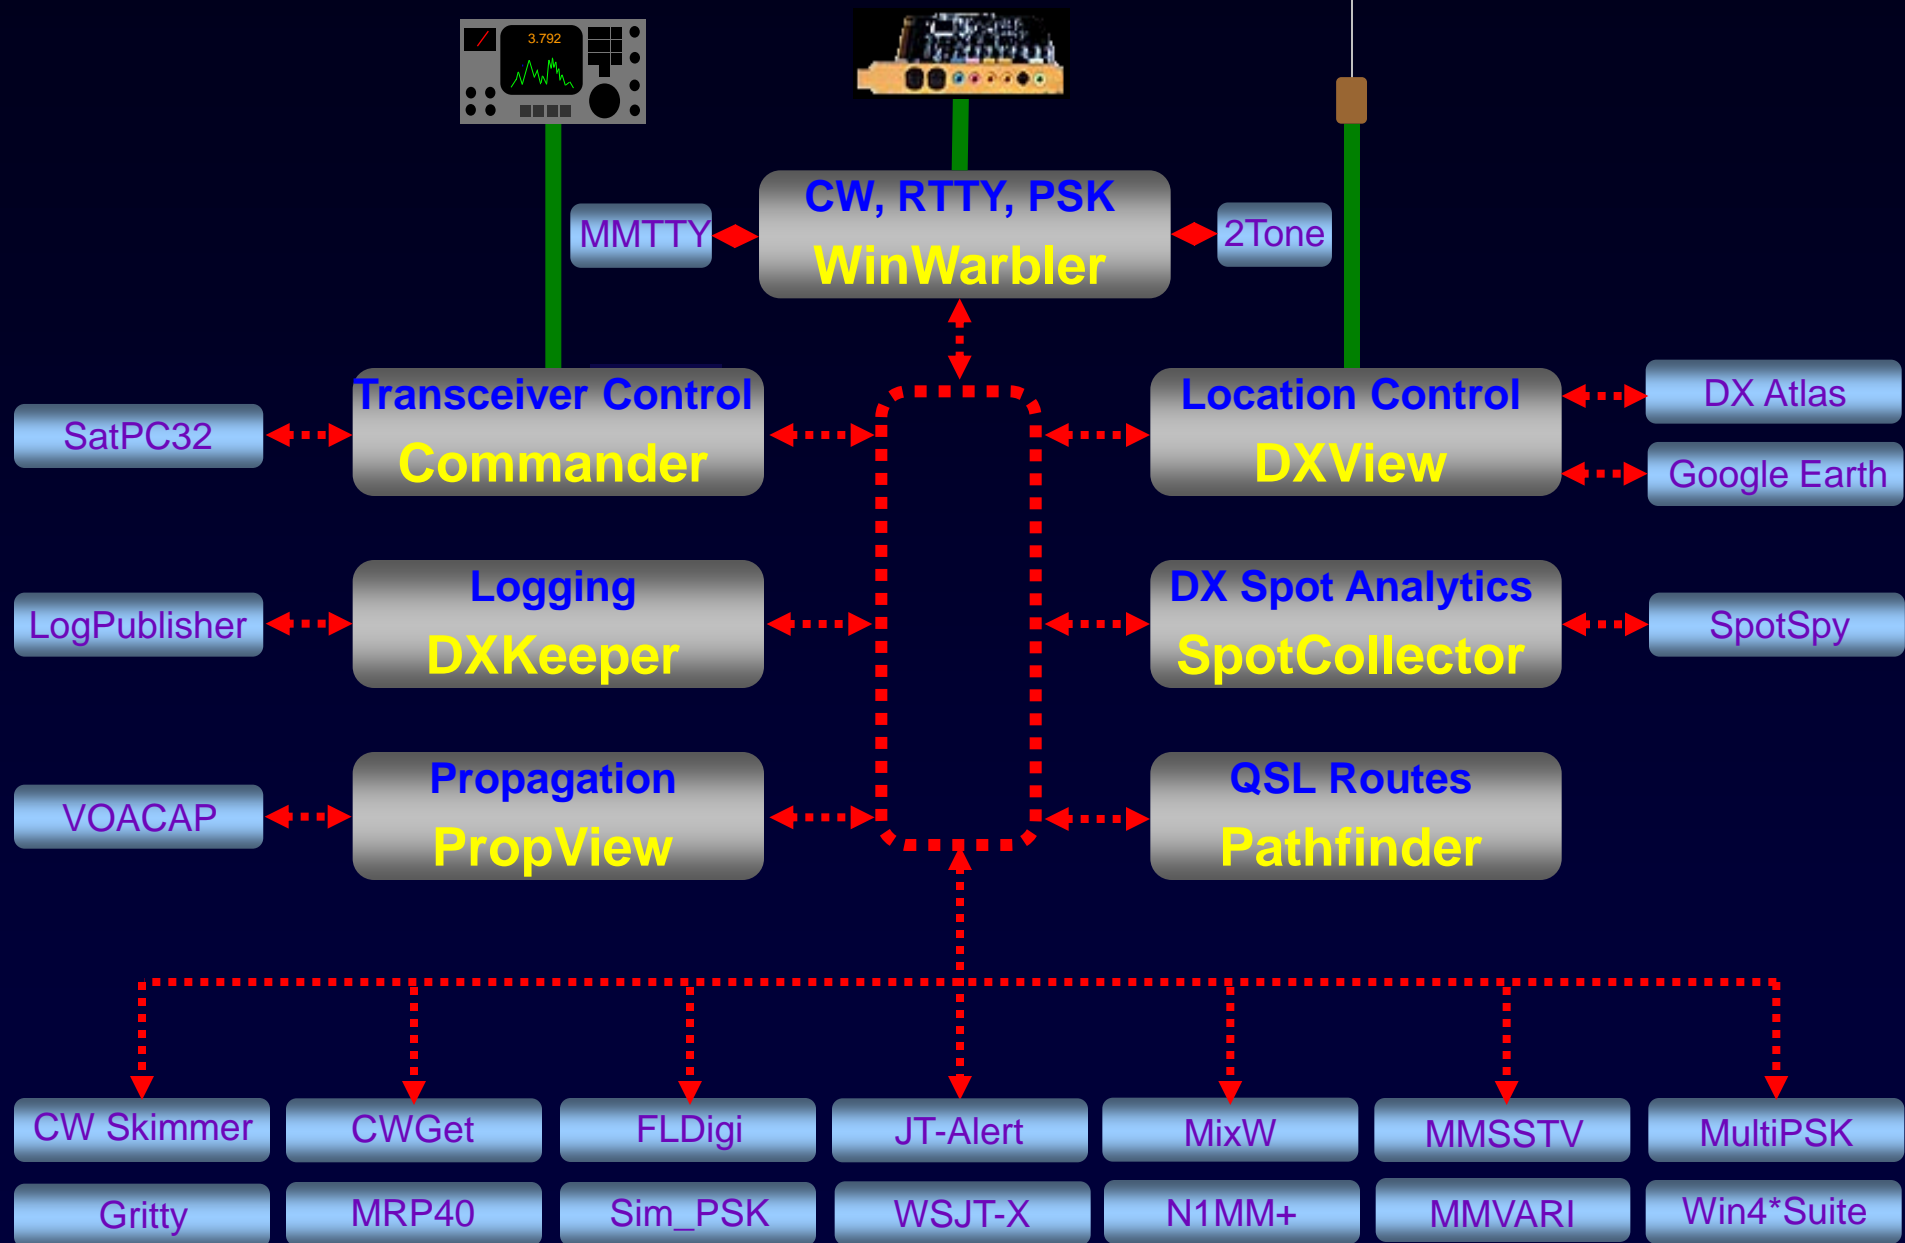 3.792
CW, RTTY, PSK
WinWarbler
MMTTY
2Tone
Transceiver Control
Commander
SatPC32
Location Control
DXView
DX Atlas
Google Earth
Logging
DXKeeper
LogPublisher
DX Spot Analytics
SpotCollector
SpotSpy
Propagation
PropView
VOACAP
QSL Routes
Pathfinder
CW Skimmer
CWGet
FLDigi
JT-Alert
MixW
MMSSTV
MultiPSK
Gritty
MRP40
Sim_PSK
WSJT-X
N1MM+
MMVARI
Win4*Suite